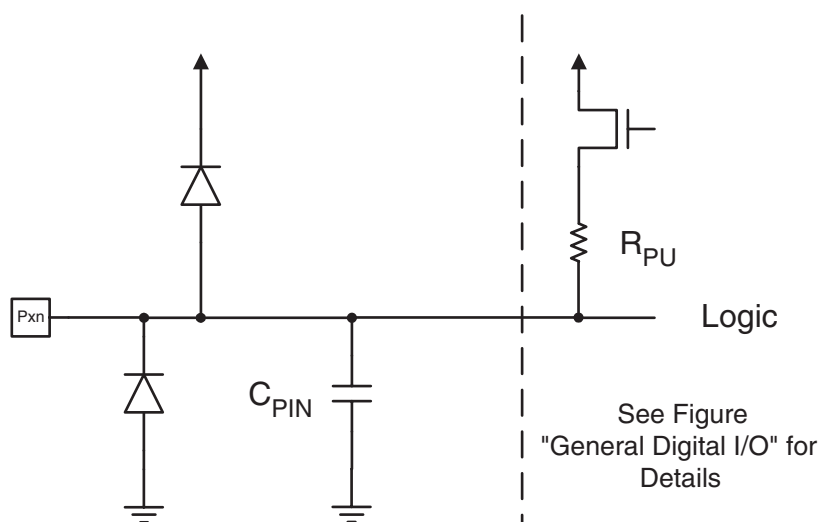 R_PU
Pxn
Logic
C_PIN
See Figure
"General Digital I/O" for
Details